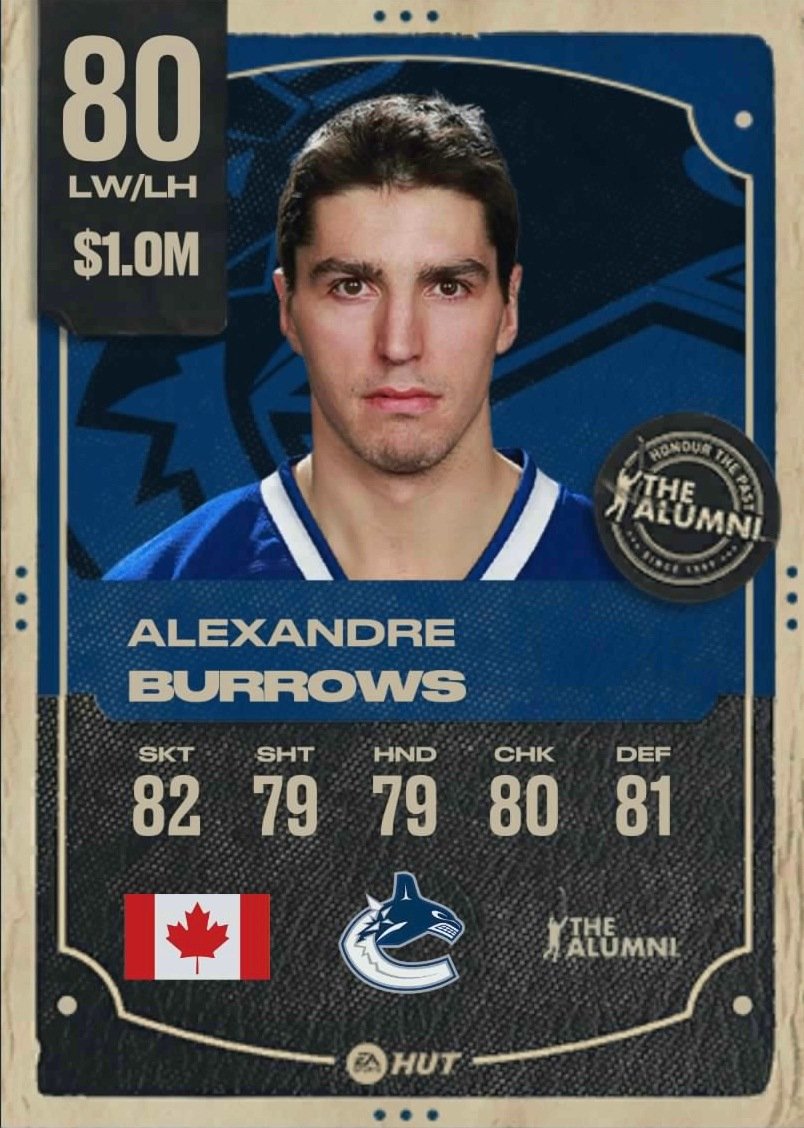 80
LW/LH
$1.0M
HONOUR THE PAST
THE
ALUMNI
ALEXANDRE
BURROWS
SKT SHT HND CHK DEF
82 79 79 80 81
THE
ALUMNI
EA HUT